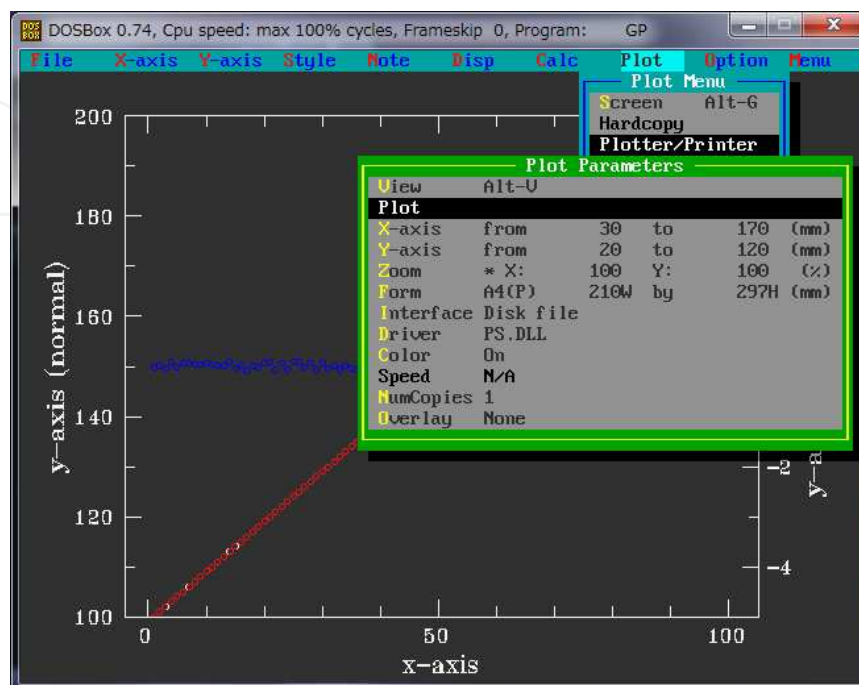 DOSBox 0.74, Cpu speed: max 100% cycles, Frameskip 0, Program: GP
File X-axis Y-axis Style Note Disp Calc Plot Option Menu
Plot Menu
Screen Alt-G
Hardcopy
Plotter/Printer
Plot Parameters
View Alt-V
Plot
X-axis from 30 to 170 (mm)
Y-axis from 20 to 120 (mm)
Zoom * X: 100 Y: 100 (%)
Form A4(P) 210W by 297H (mm)
Interface Disk file
Driver PS.DLL
Color On
Speed N/A
NumCopies 1
Overlay None
200
180
160
140
120
100
y-axis (normal)
0
50
100
x-axis
-2
-4
y-a